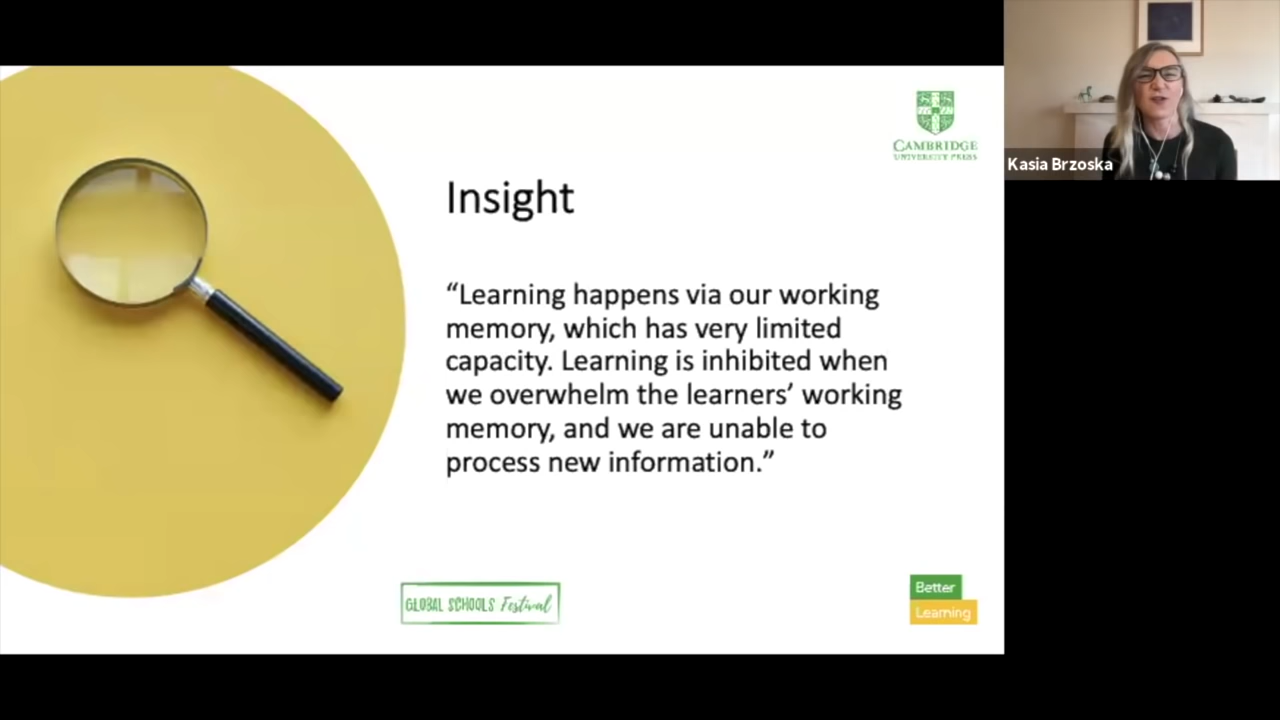 CAMBRIDGE
UNIVERSITY PRESS
Kasia Brzoska
Insight
“Learning happens via our working
memory, which has very limited
capacity. Learning is inhibited when
we overwhelm the learners’ working
memory, and we are unable to
process new information.”
GLOBAL SCHOOLS Festival
Better
Learning